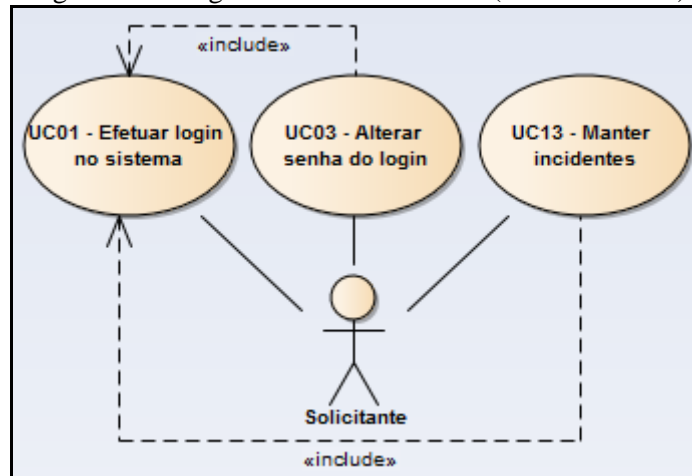 «include»
UC01 - Efetuar login
no sistema
UC03 - Alterar
senha do login
UC13 - Manter
incidentes
Solicitante
«include»